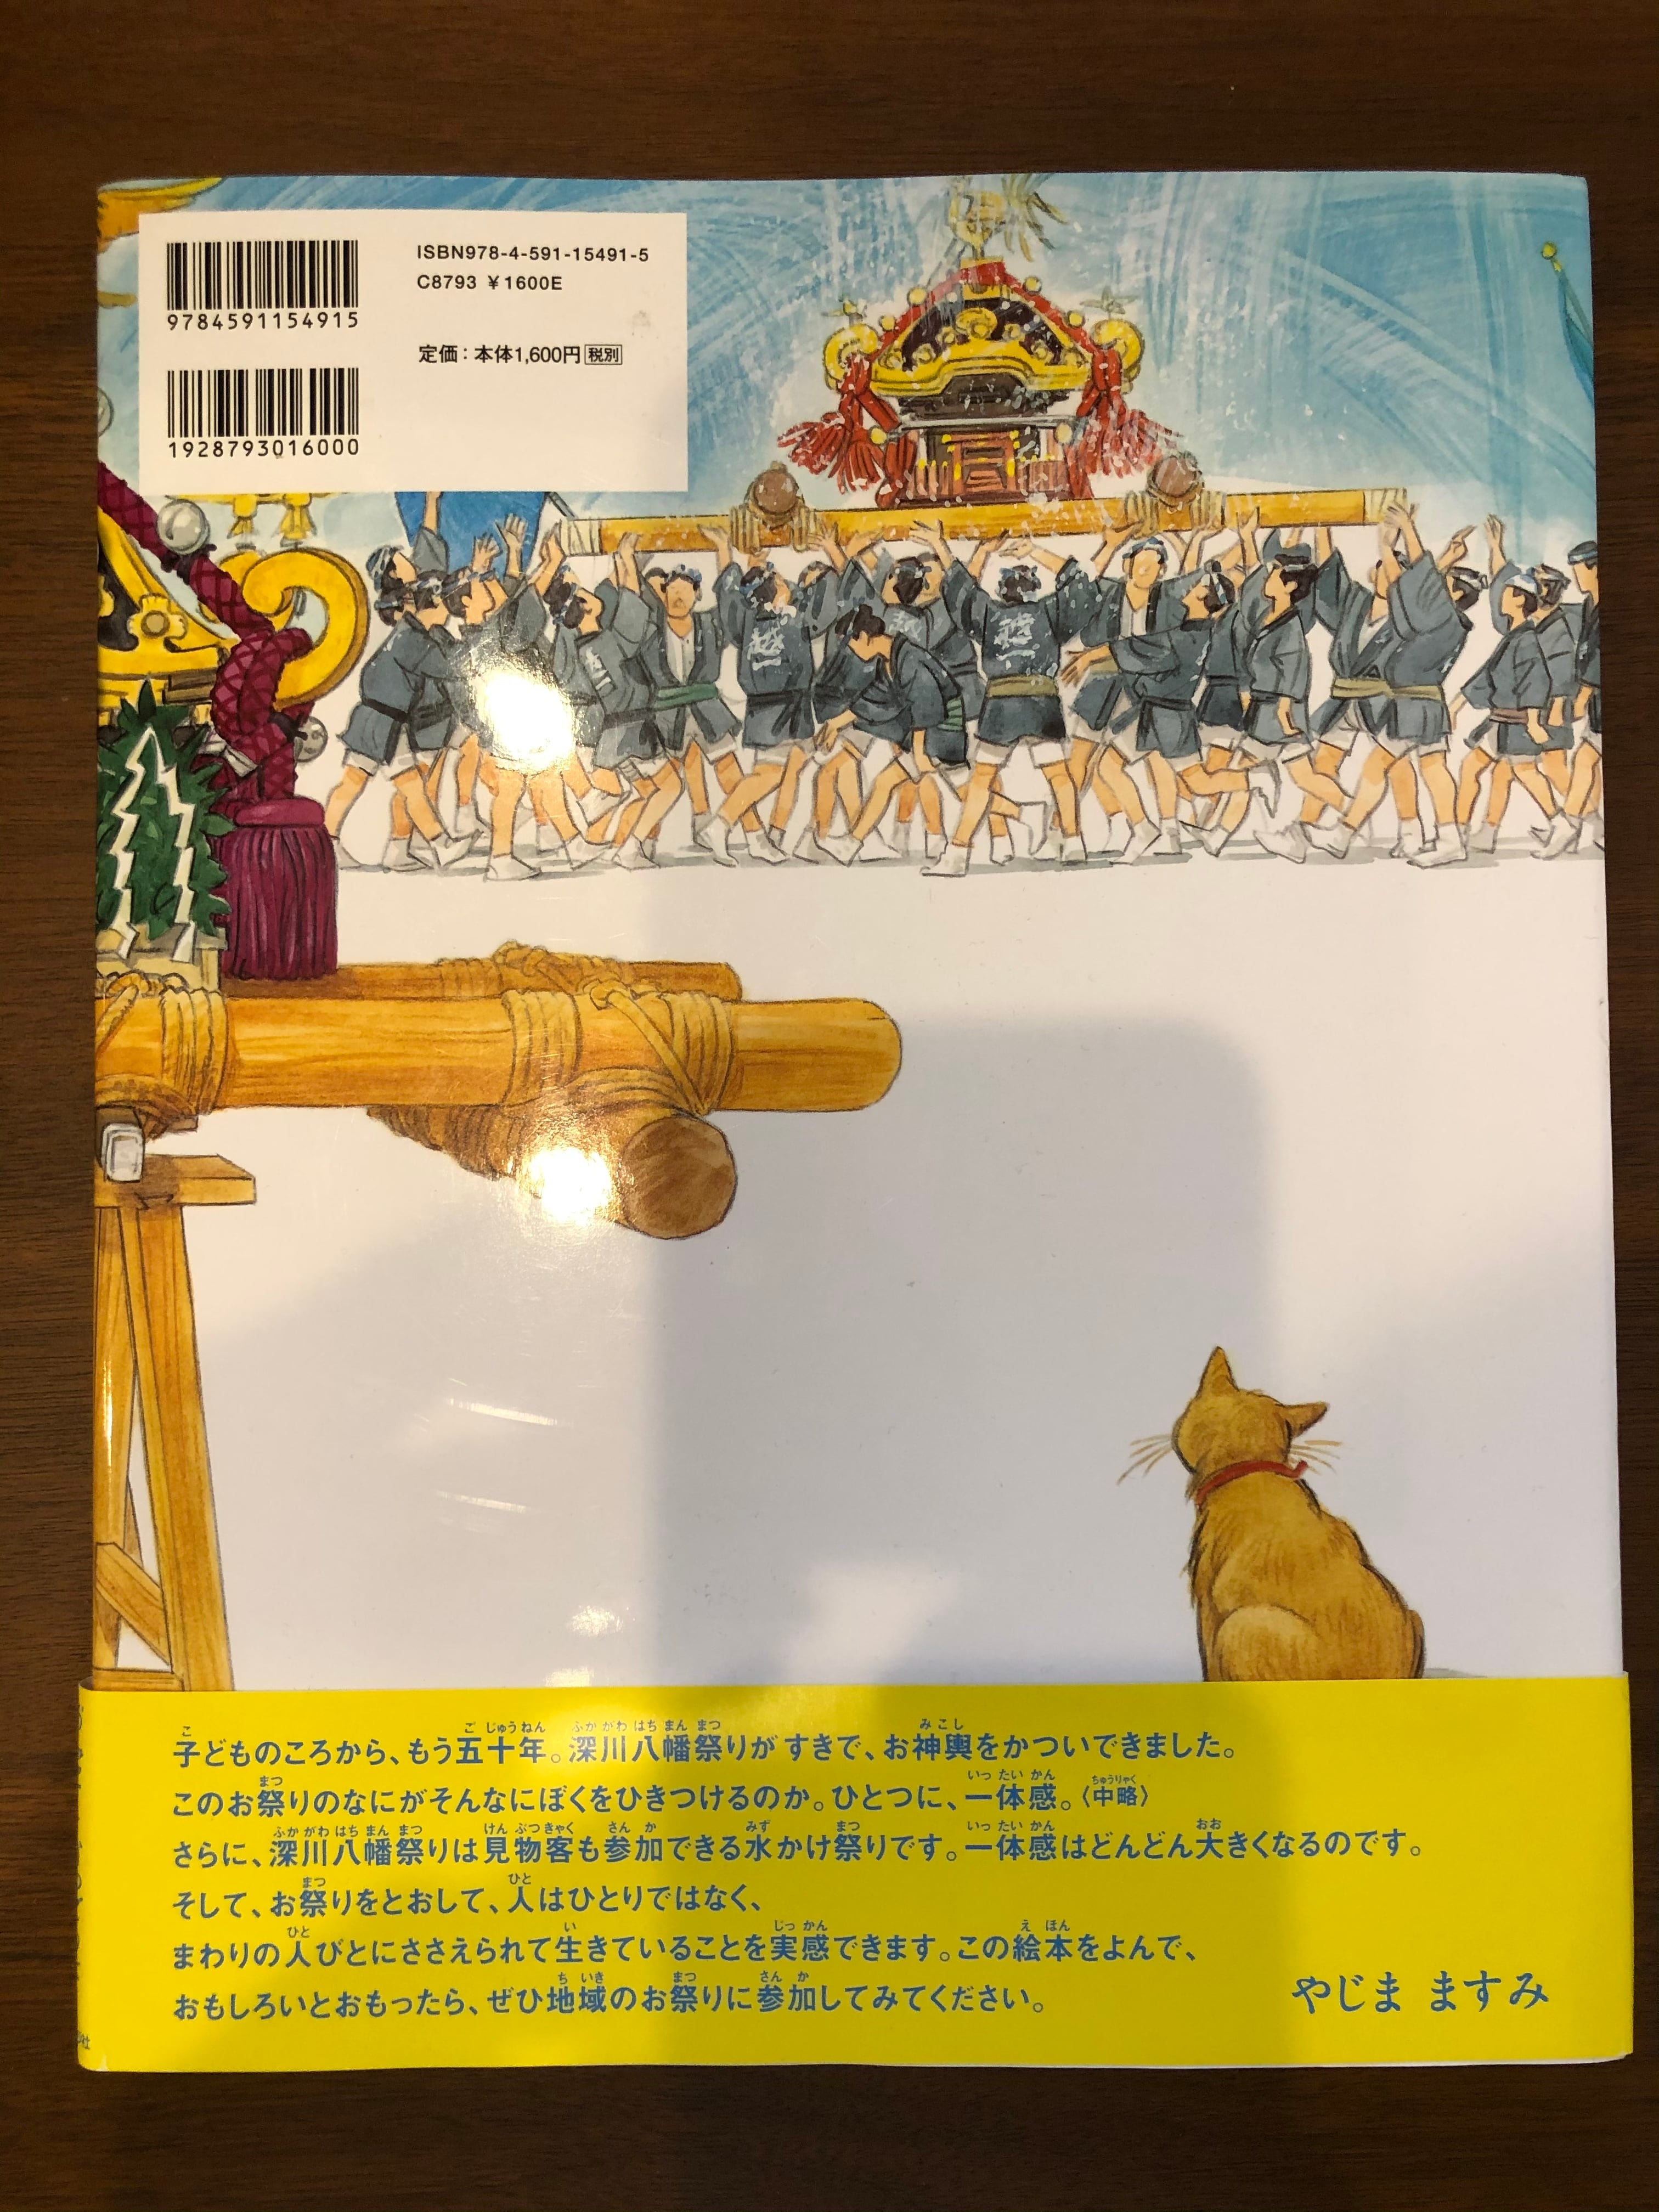 ISBN978-4-591-15491-5
C8793 ¥1600E
9784591154915
定価：本体1,600円税別
1928793016000
越一
越一
子どものころから、もう五十年。深川八幡祭りがすきで、お神輿をかついできました。
このお祭りのなにがそんなにぼくをひきつけるのか。ひとつに、一体感。〈中略〉
さらに、深川八幡祭りは見物客も参加できる水かけ祭りです。一体感はどんどん大きくなるのです。
そして、お祭りをとおして、人はひとりではなく、
まわりの人びとにささえられて生きていることを実感できます。この絵本をよんで、
おもしろいとおもったら、ぜひ地域のお祭りに参加してみてください。
やじま ますみ